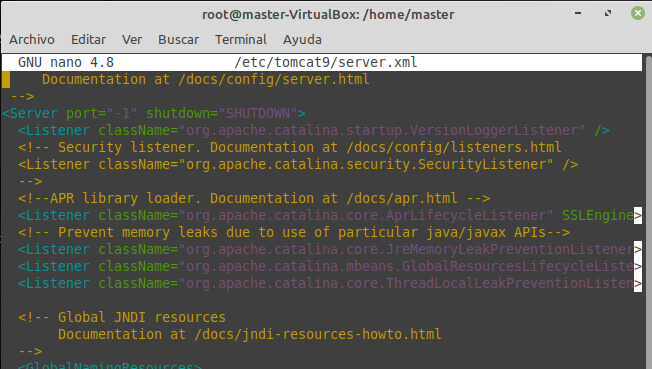 root@master-VirtualBox: /home/master
Archivo Editar Ver Buscar Terminal Ayuda
GNU nano 4.8 /etc/tomcat9/server.xml
Documentation at /docs/config/server.html
-->
<Server port="-1" shutdown="SHUTDOWN">
<Listener className="org.apache.catalina.startup.VersionLoggerListener" />
<!-- Security listener. Documentation at /docs/config/listeners.html
<Listener className="org.apache.catalina.security.SecurityListener" />
-->
<!--APR library loader. Documentation at /docs/apr.html -->
<Listener className="org.apache.catalina.core.AprLifecycleListener" SSLEngine>
<!-- Prevent memory leaks due to use of particular java/javax APIs-->
<Listener className="org.apache.catalina.core.JreMemoryLeakPreventionListener>
<Listener className="org.apache.catalina.mbeans.GlobalResourcesLifecycleListe>
<Listener className="org.apache.catalina.core.ThreadLocalLeakPreventionListen>
<!-- Global JNDI resources
Documentation at /docs/jndi-resources-howto.html
-->
<GlobalNamingResources>